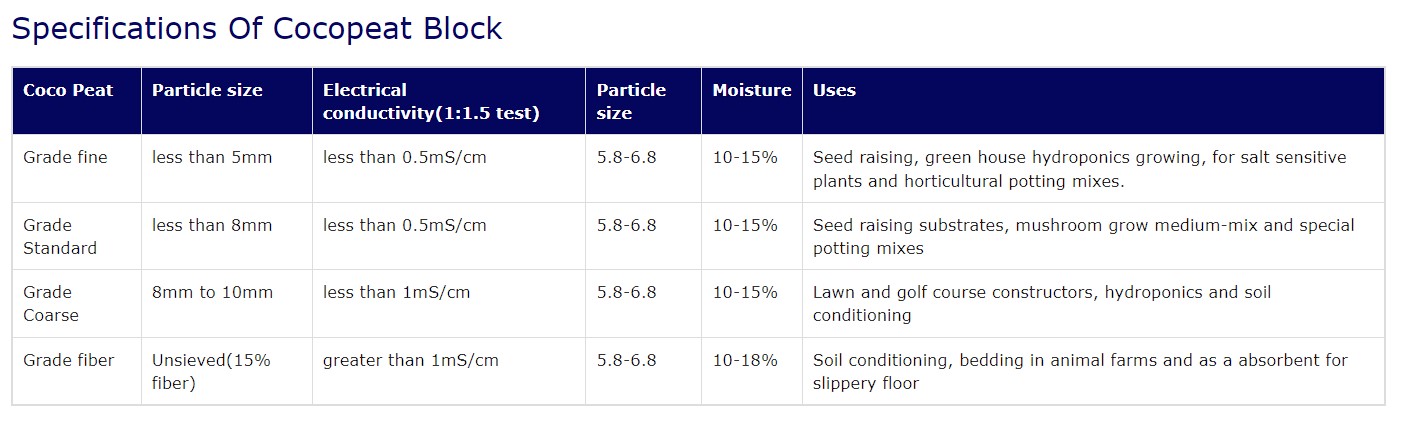 Specifications Of Cocopeat Block
Coco Peat Particle size Electrical conductivity(1:1.5 test) Particle size Moisture Uses
Grade fine less than 5mm less than 0.5mS/cm 5.8-6.8 10-15% Seed raising, green house hydroponics growing, for salt sensitive plants and horticultural potting mixes.
Grade Standard less than 8mm less than 0.5mS/cm 5.8-6.8 10-15% Seed raising substrates, mushroom grow medium-mix and special potting mixes
Grade Coarse 8mm to 10mm less than 1mS/cm 5.8-6.8 10-15% Lawn and golf course constructors, hydroponics and soil conditioning
Grade fiber Unsieved(15% fiber) greater than 1mS/cm 5.8-6.8 10-18% Soil conditioning, bedding in animal farms and as a absorbent for slippery floor